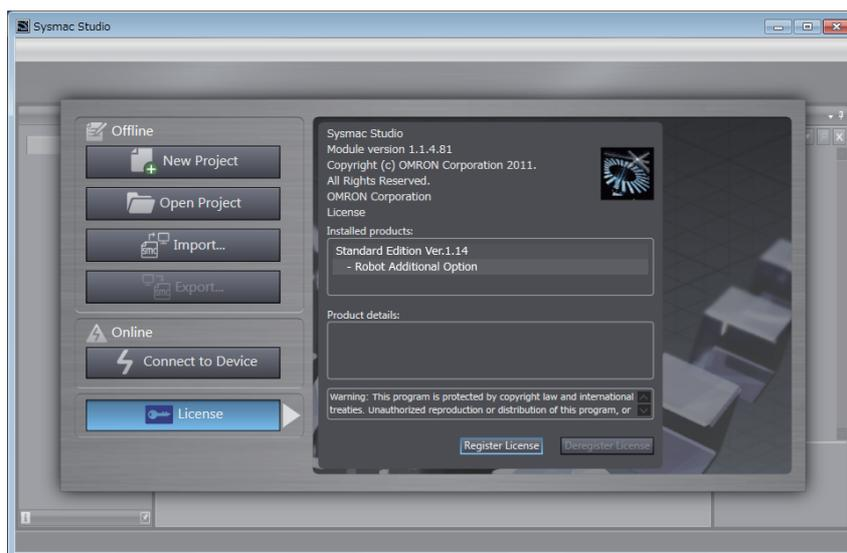 Sysmac Studio
Offline
New Project
Open Project
Import...
Export...
Online
Connect to Device
License
Sysmac Studio
Module version 1.1.4.81
Copyright (c) OMRON Corporation 2011.
All Rights Reserved.
OMRON Corporation
License
Installed products:
Standard Edition Ver.1.14
- Robot Additional Option
Product details:
Warning: This program is protected by copyright law and international
treaties. Unauthorized reproduction or distribution of this program, or
Register License
Deregister License